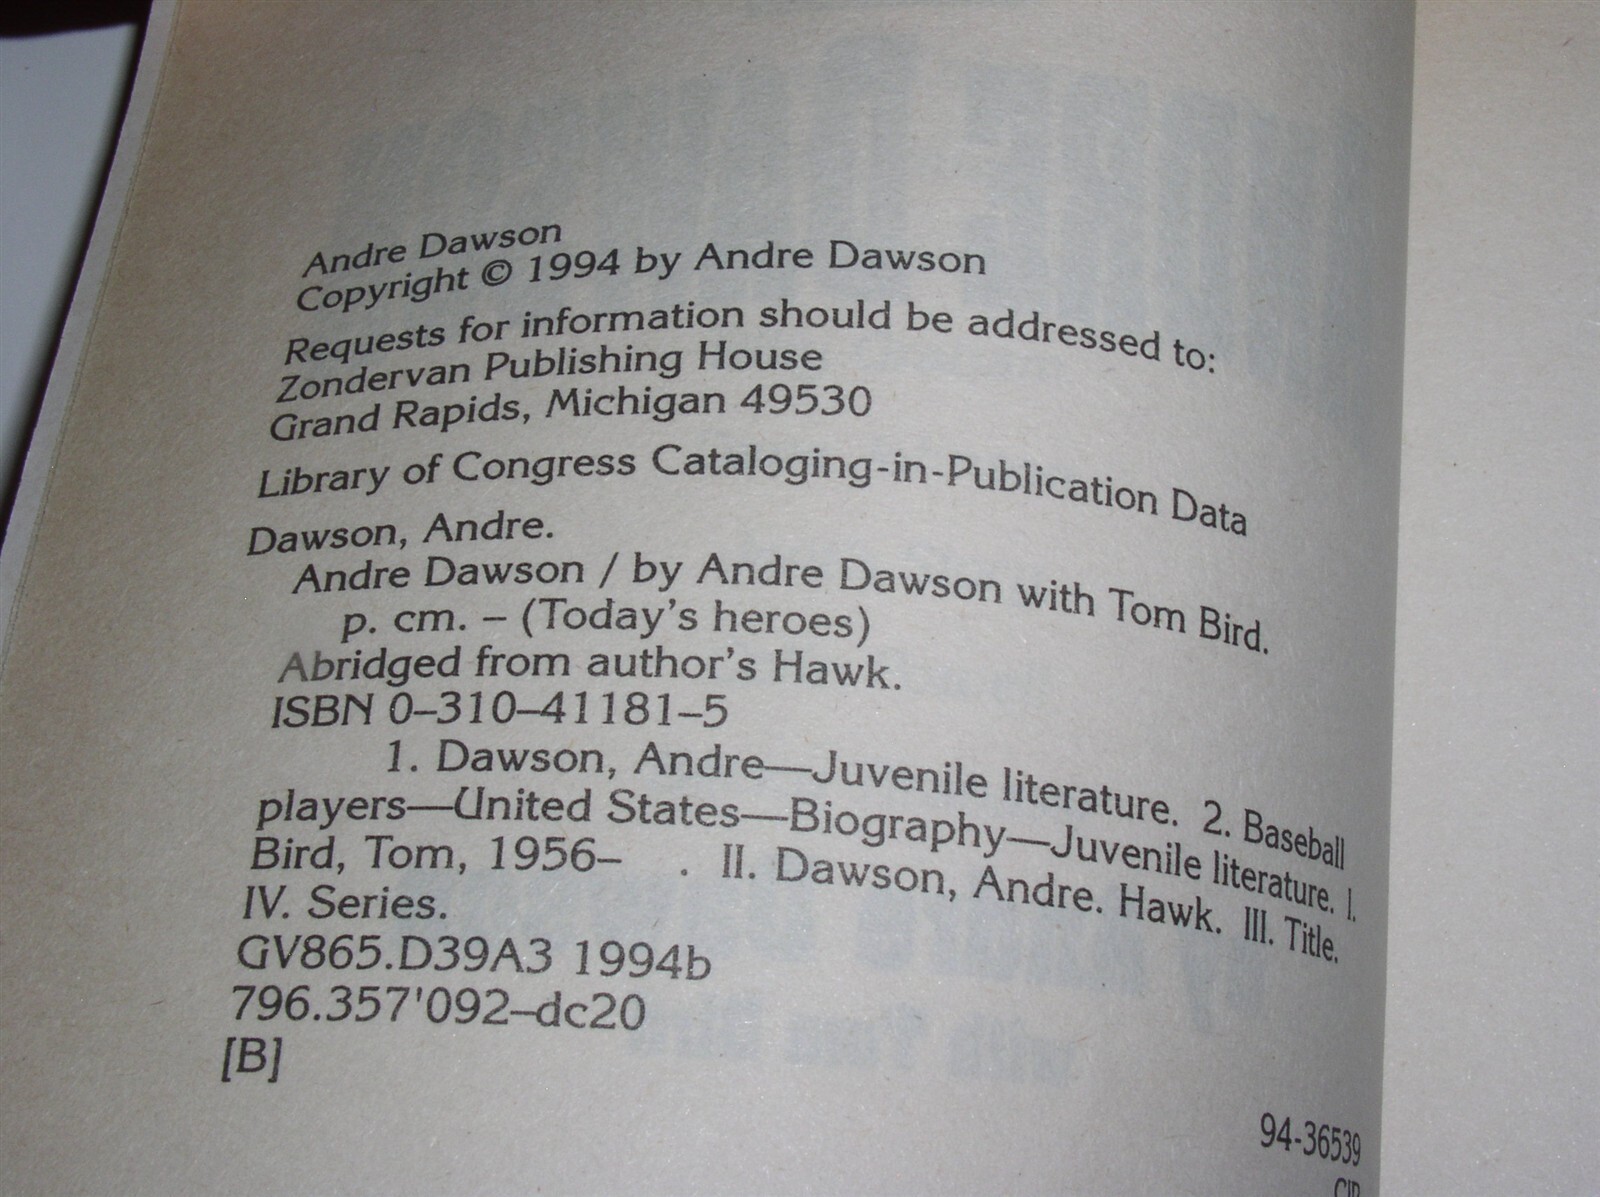 Andre Dawson
Copyright © 1994 by Andre Dawson
Requests for information should be addressed to:
Zondervan Publishing House
Grand Rapids, Michigan 49530
Library of Congress Cataloging-in-Publication Data
Dawson, Andre.
Andre Dawson / by Andre Dawson with Tom Bird.
p. cm. – (Today's heroes)
Abridged from author's Hawk.
ISBN 0–310–41181–5
1. Dawson, Andre—Juvenile literature. 2. Baseball
players—United States—Biography—Juvenile literature. I.
Bird, Tom, 1956– . II. Dawson, Andre. Hawk. III. Title.
IV. Series.
GV865.D39A3 1994b
796.357'092–dc20
[B]
94-36539
CIP